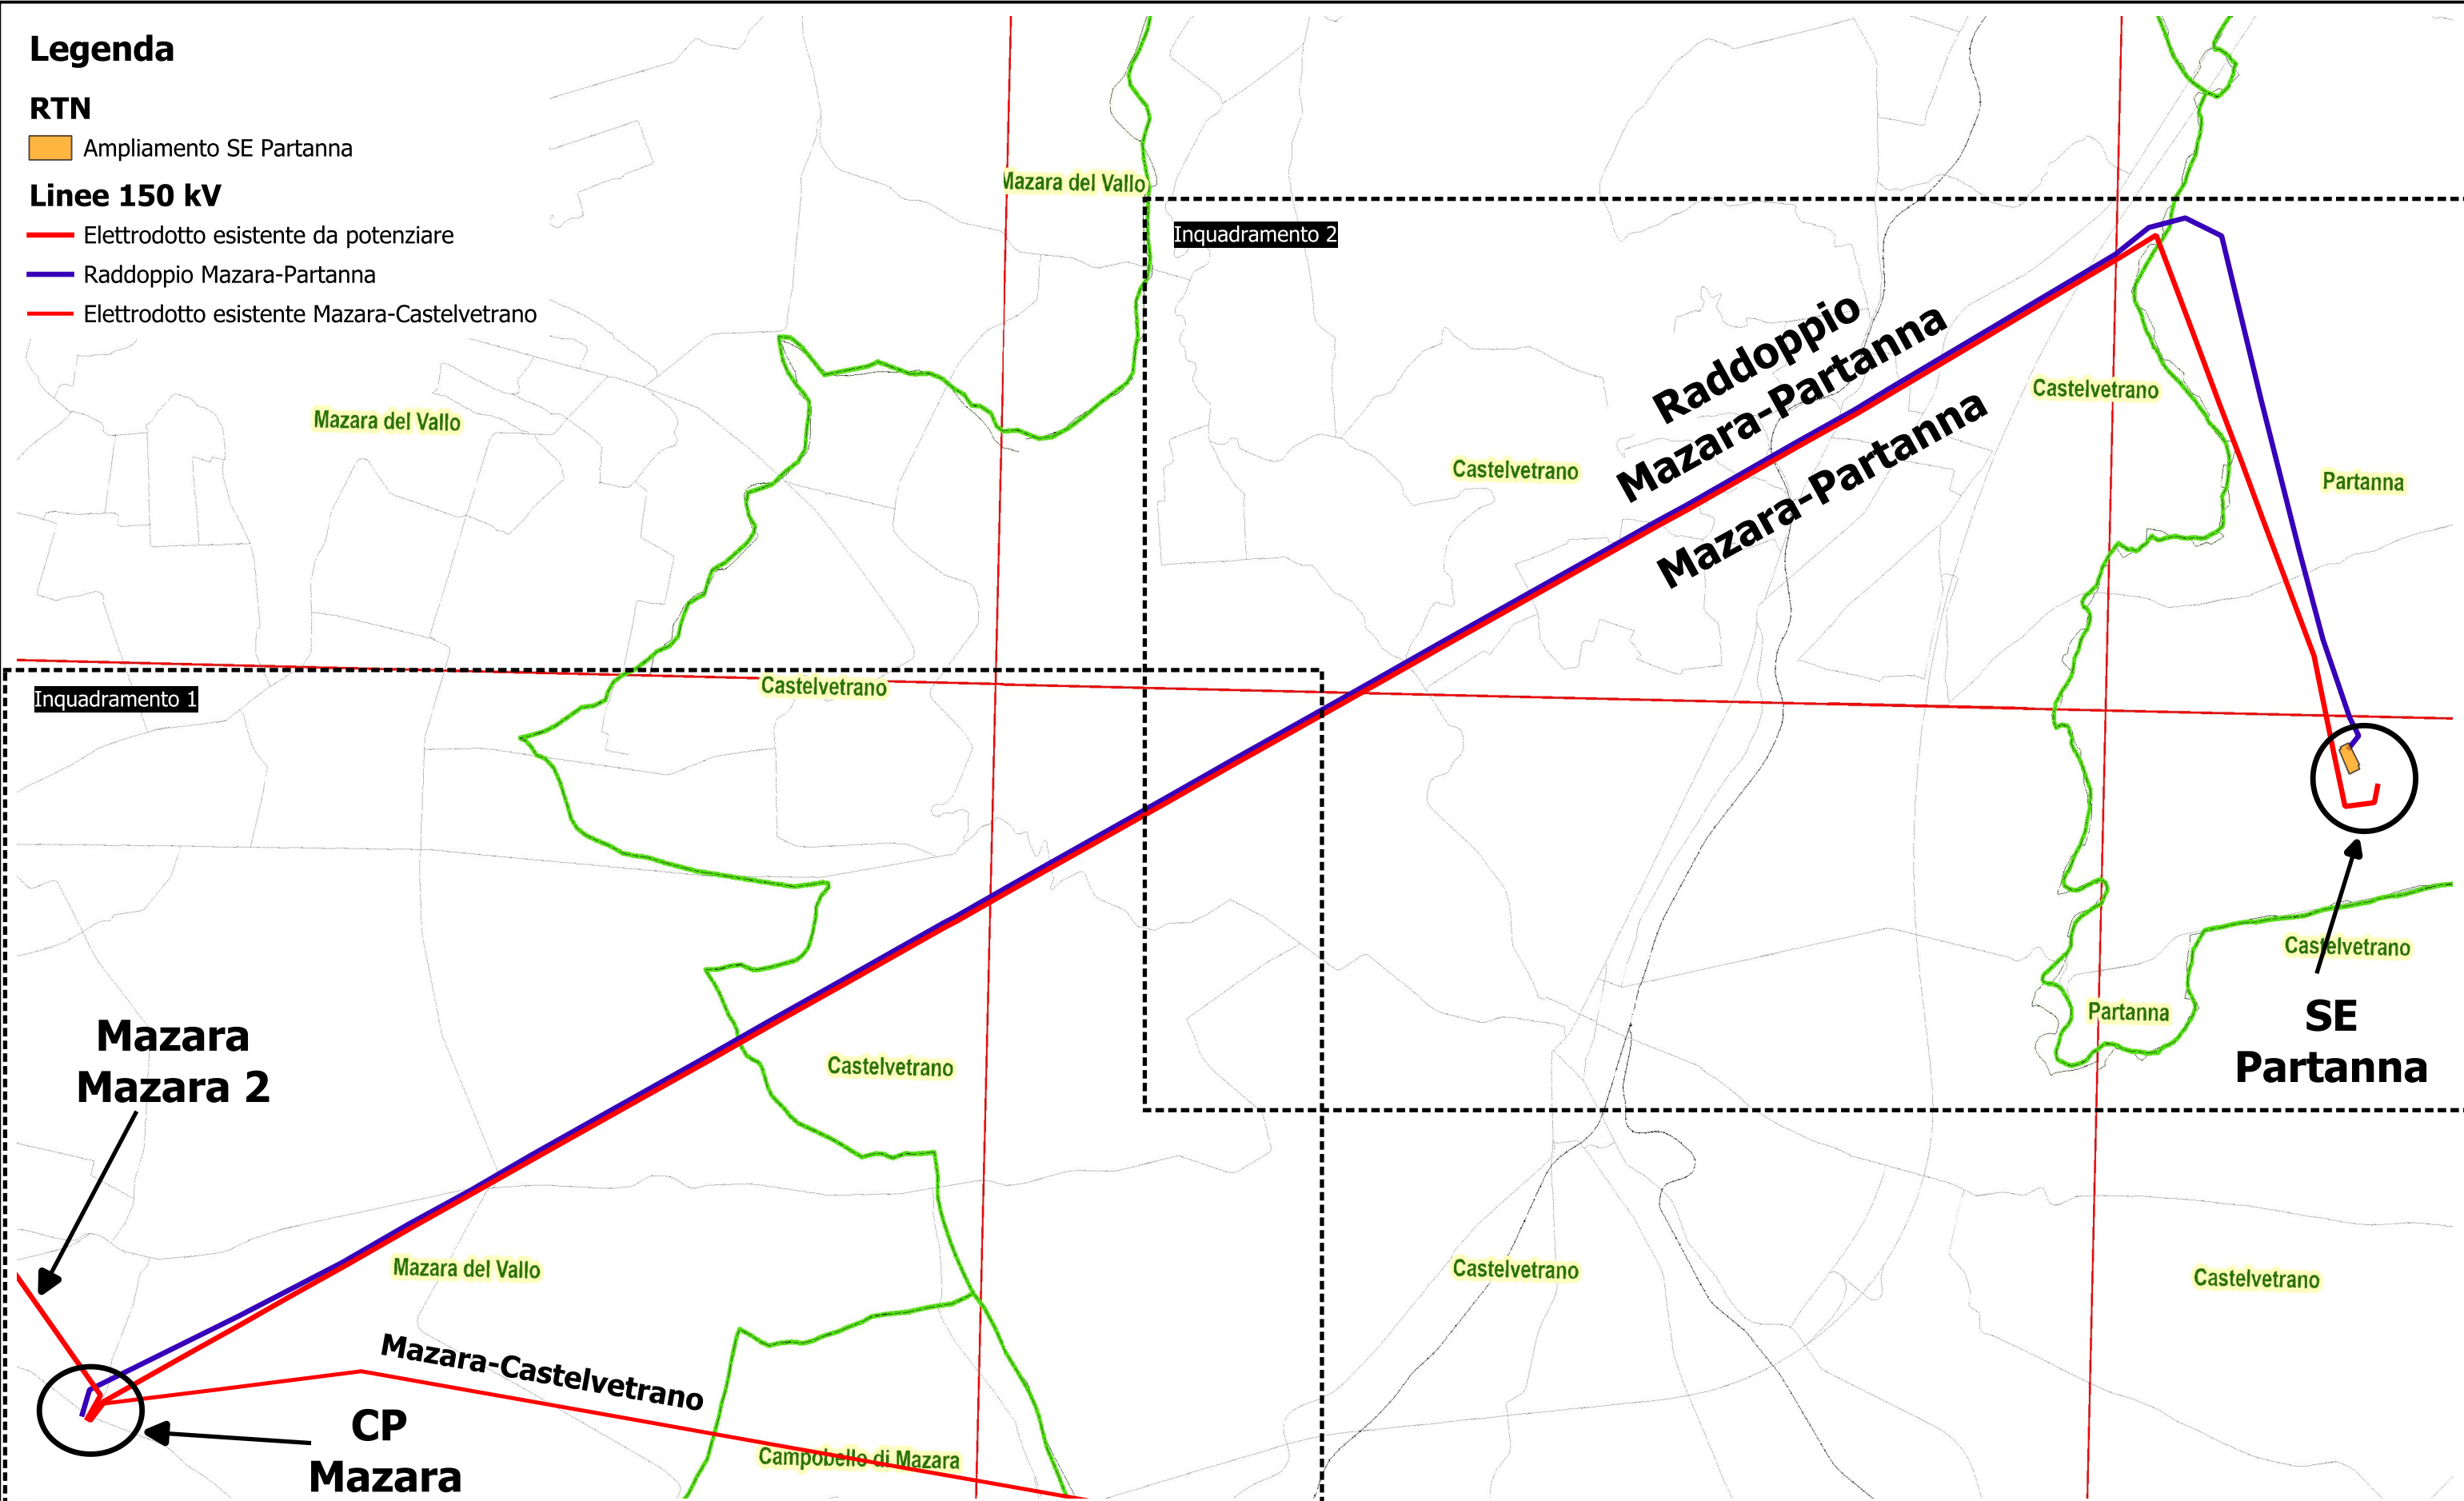 Legenda
RTN
Ampliamento SE Partanna
Linee 150 kV
Elettrodotto esistente da potenziare
Raddoppio Mazara-Partanna
Elettrodotto esistente Mazara-Castelvetrano
Mazara del Vallo
Inquadramento 2
Raddoppio
Mazara-Partanna
Mazara-Partanna
Castelvetrano
Mazara del Vallo
Castelvetrano
Partanna
Inquadramento 1
Castelvetrano
Castelvetrano
Partanna
SE
Partanna
Mazara
Mazara 2
Castelvetrano
Mazara del Vallo
Castelvetrano
Castelvetrano
Mazara-Castelvetrano
CP
Mazara
Campobello di Mazara